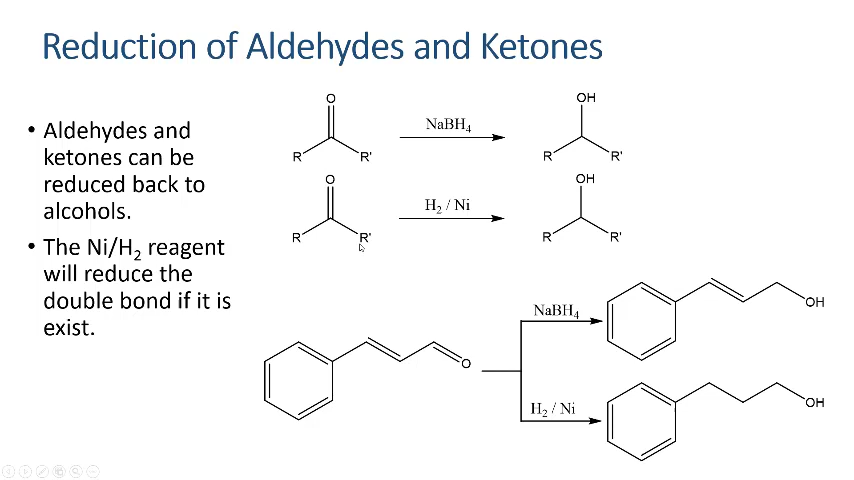 Reduction of Aldehydes and Ketones
• Aldehydes and
ketones can be
reduced back to
alcohols.
• The Ni/H₂ reagent
will reduce the
double bond if it is
exist.
O
R R'
NaBH₄
OH
R R'
O
R R'
H₂ / Ni
OH
R R'
O
NaBH₄
OH
H₂ / Ni
OH